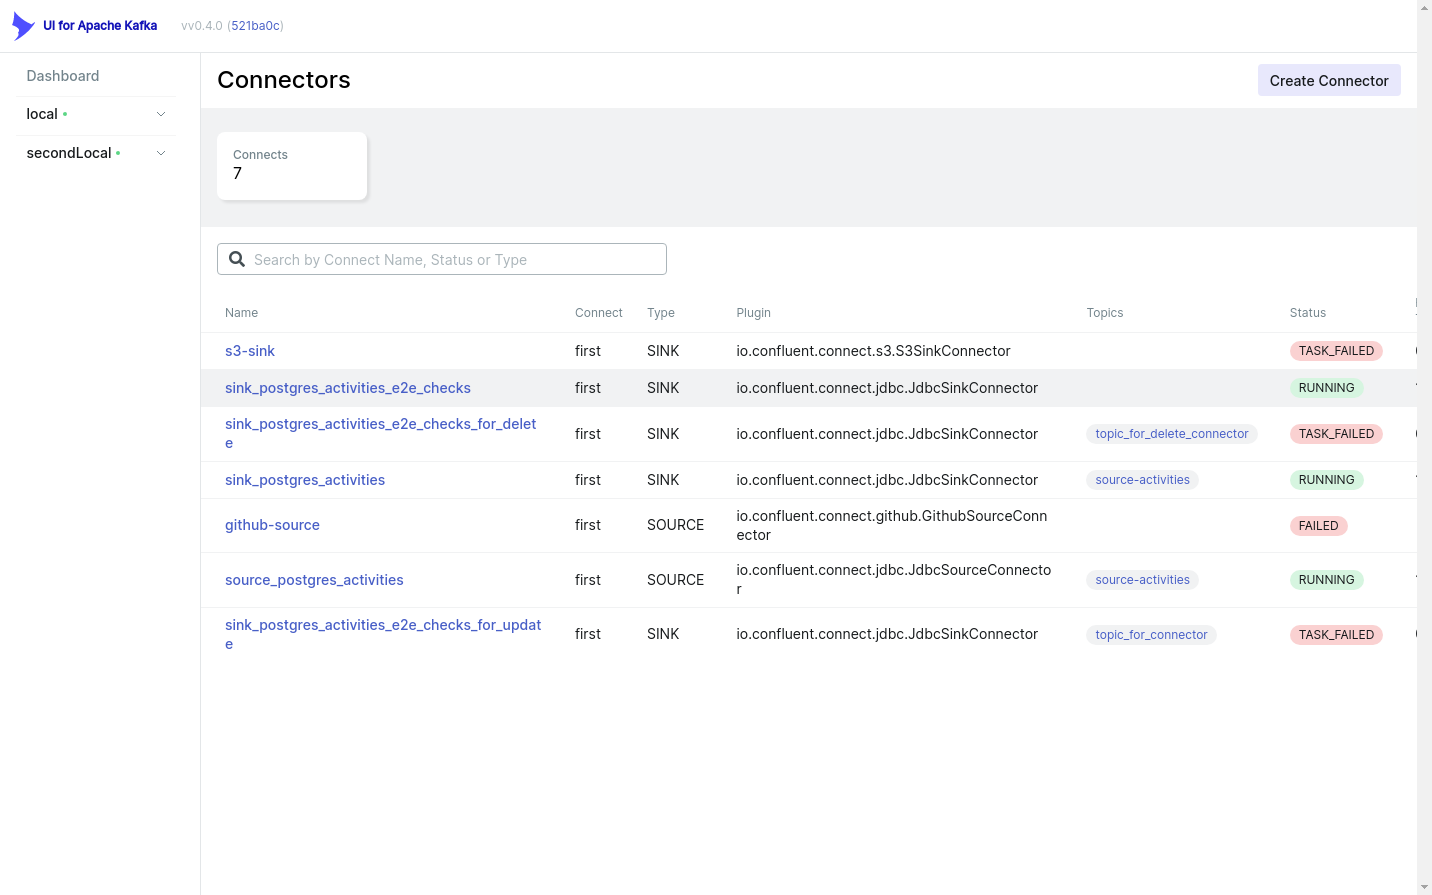 UI for Apache Kafka vv0.4.0 (521ba0c)
Dashboard
local
secondLocal
Connectors
Create Connector
Connects
7
Search by Connect Name, Status or Type
Name Connect Type Plugin Topics Status
s3-sink first SINK io.confluent.connect.s3.S3SinkConnector TASK_FAILED
sink_postgres_activities_e2e_checks first SINK io.confluent.connect.jdbc.JdbcSinkConnector RUNNING
sink_postgres_activities_e2e_checks_for_delet
e
first SINK io.confluent.connect.jdbc.JdbcSinkConnector topic_for_delete_connector TASK_FAILED
sink_postgres_activities first SINK io.confluent.connect.jdbc.JdbcSinkConnector source-activities RUNNING
github-source first SOURCE
io.confluent.connect.github.GithubSourceConn
ector
FAILED
source_postgres_activities first SOURCE
io.confluent.connect.jdbc.JdbcSourceConnecto
r
source-activities RUNNING
sink_postgres_activities_e2e_checks_for_updat
e
first SINK io.confluent.connect.jdbc.JdbcSinkConnector topic_for_connector TASK_FAILED